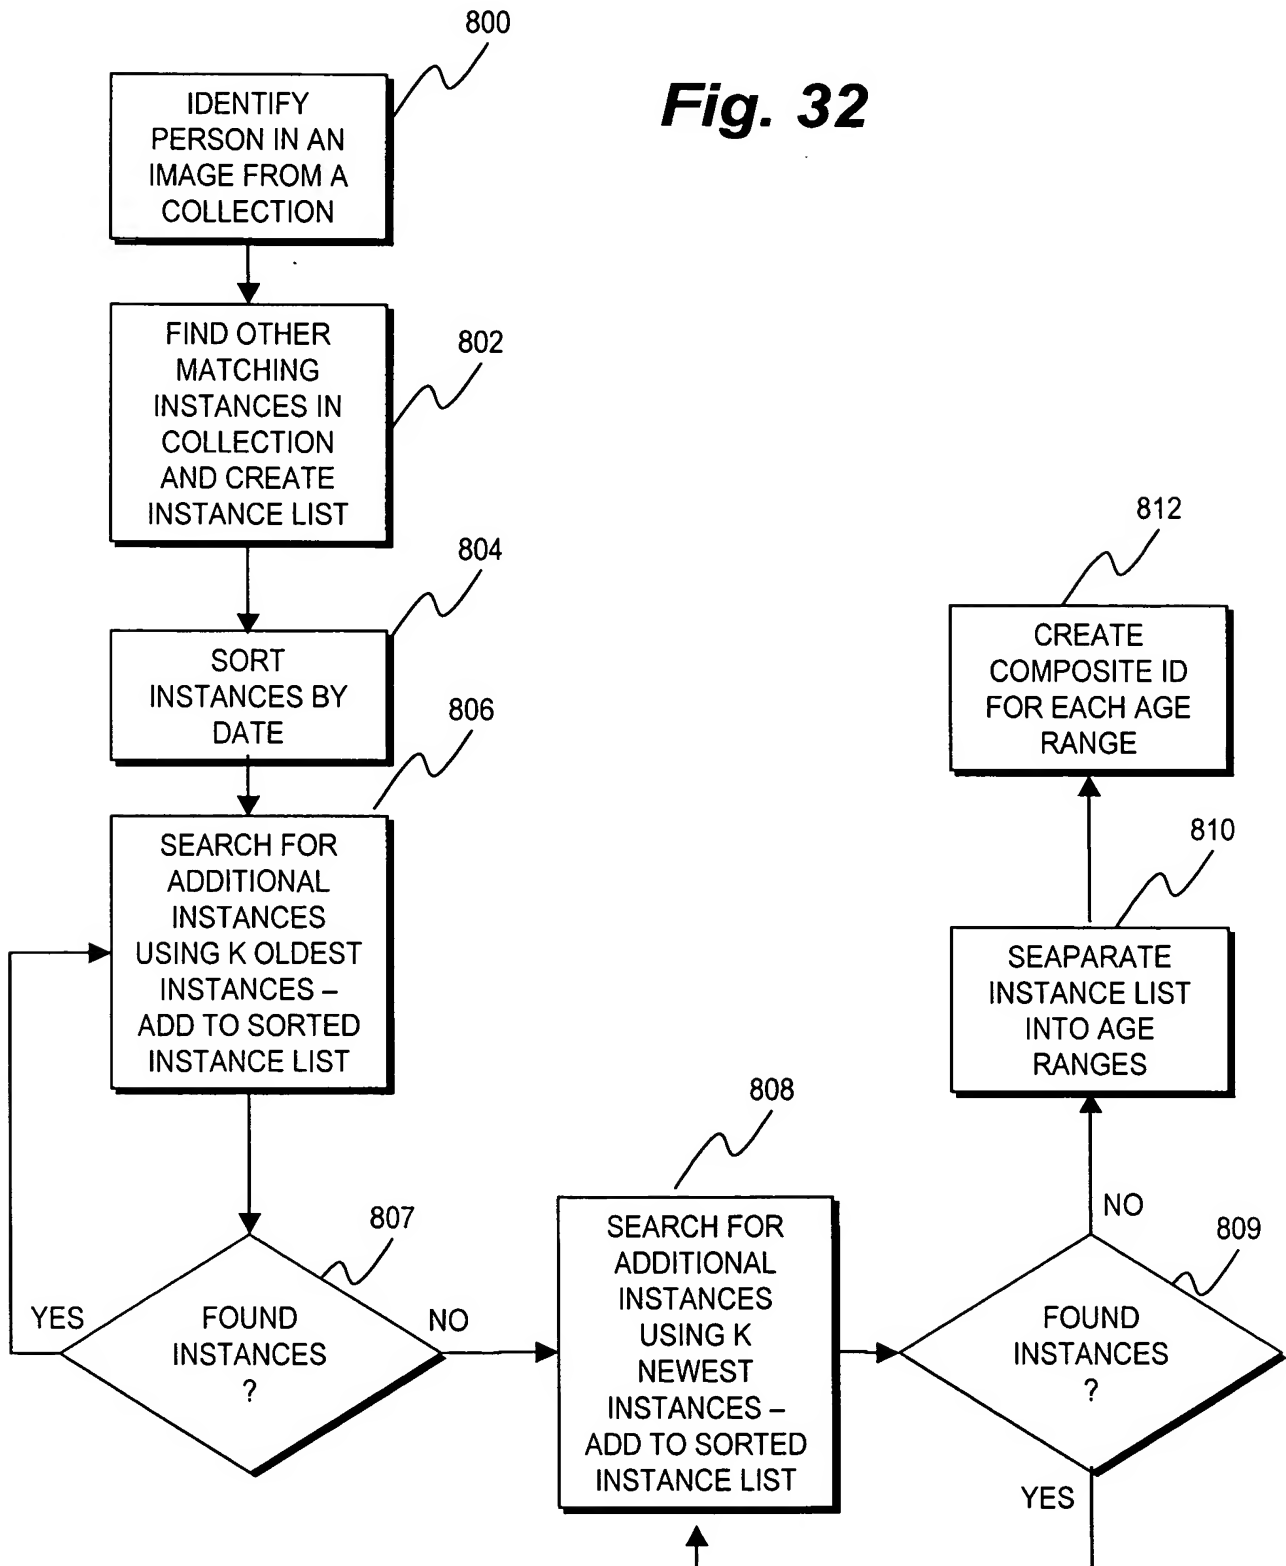 800
Fig. 32
IDENTIFY
PERSON IN AN
IMAGE FROM A
COLLECTION
802
FIND OTHER
MATCHING
INSTANCES IN
COLLECTION
AND CREATE
INSTANCE LIST
804
SORT
INSTANCES BY
DATE
806
SEARCH FOR
ADDITIONAL
INSTANCES
USING K OLDEST
INSTANCES –
ADD TO SORTED
INSTANCE LIST
807
FOUND
INSTANCES
?
YES
NO
808
SEARCH FOR
ADDITIONAL
INSTANCES
USING K
NEWEST
INSTANCES –
ADD TO SORTED
INSTANCE LIST
809
FOUND
INSTANCES
?
YES
NO
810
SEAPARATE
INSTANCE LIST
INTO AGE
RANGES
812
CREATE
COMPOSITE ID
FOR EACH AGE
RANGE